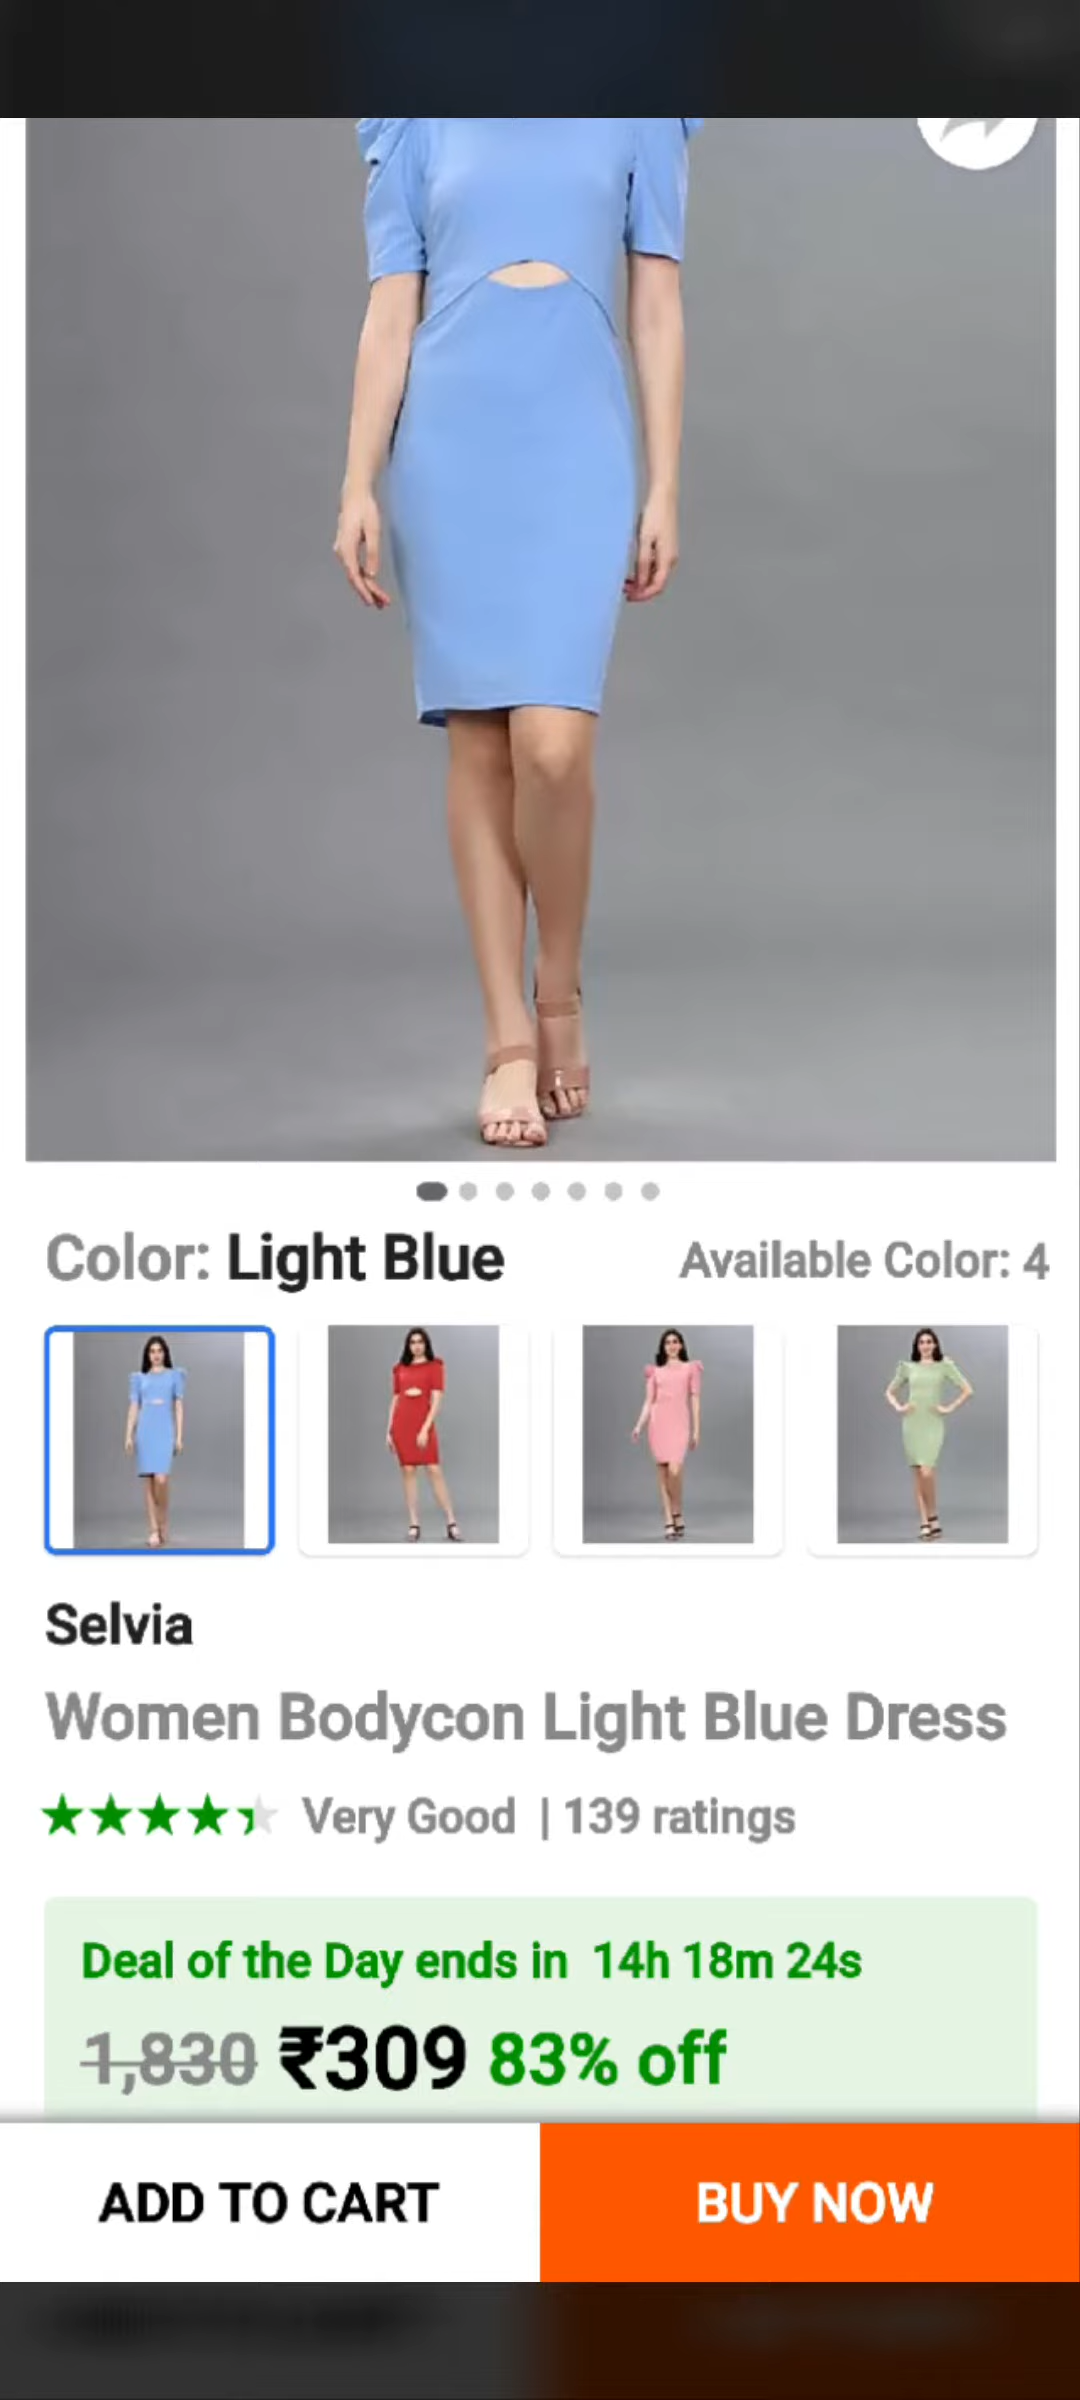 Color: Light Blue
Available Color: 4
Selvia
Women Bodycon Light Blue Dress
Very Good | 139 ratings
Deal of the Day ends in 14h 18m 24s
1,830 ₹309 83% off
ADD TO CART
BUY NOW